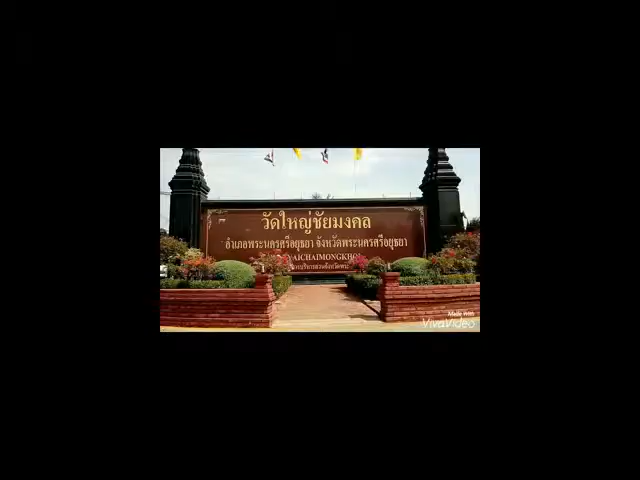 วัดใหญ่ชัยมงคล
อำเภอพระนครศรีอยุธยา จังหวัดพระนครศรีอยุธยา
AICHAIMONGKHOL
Made With
VivaVideo